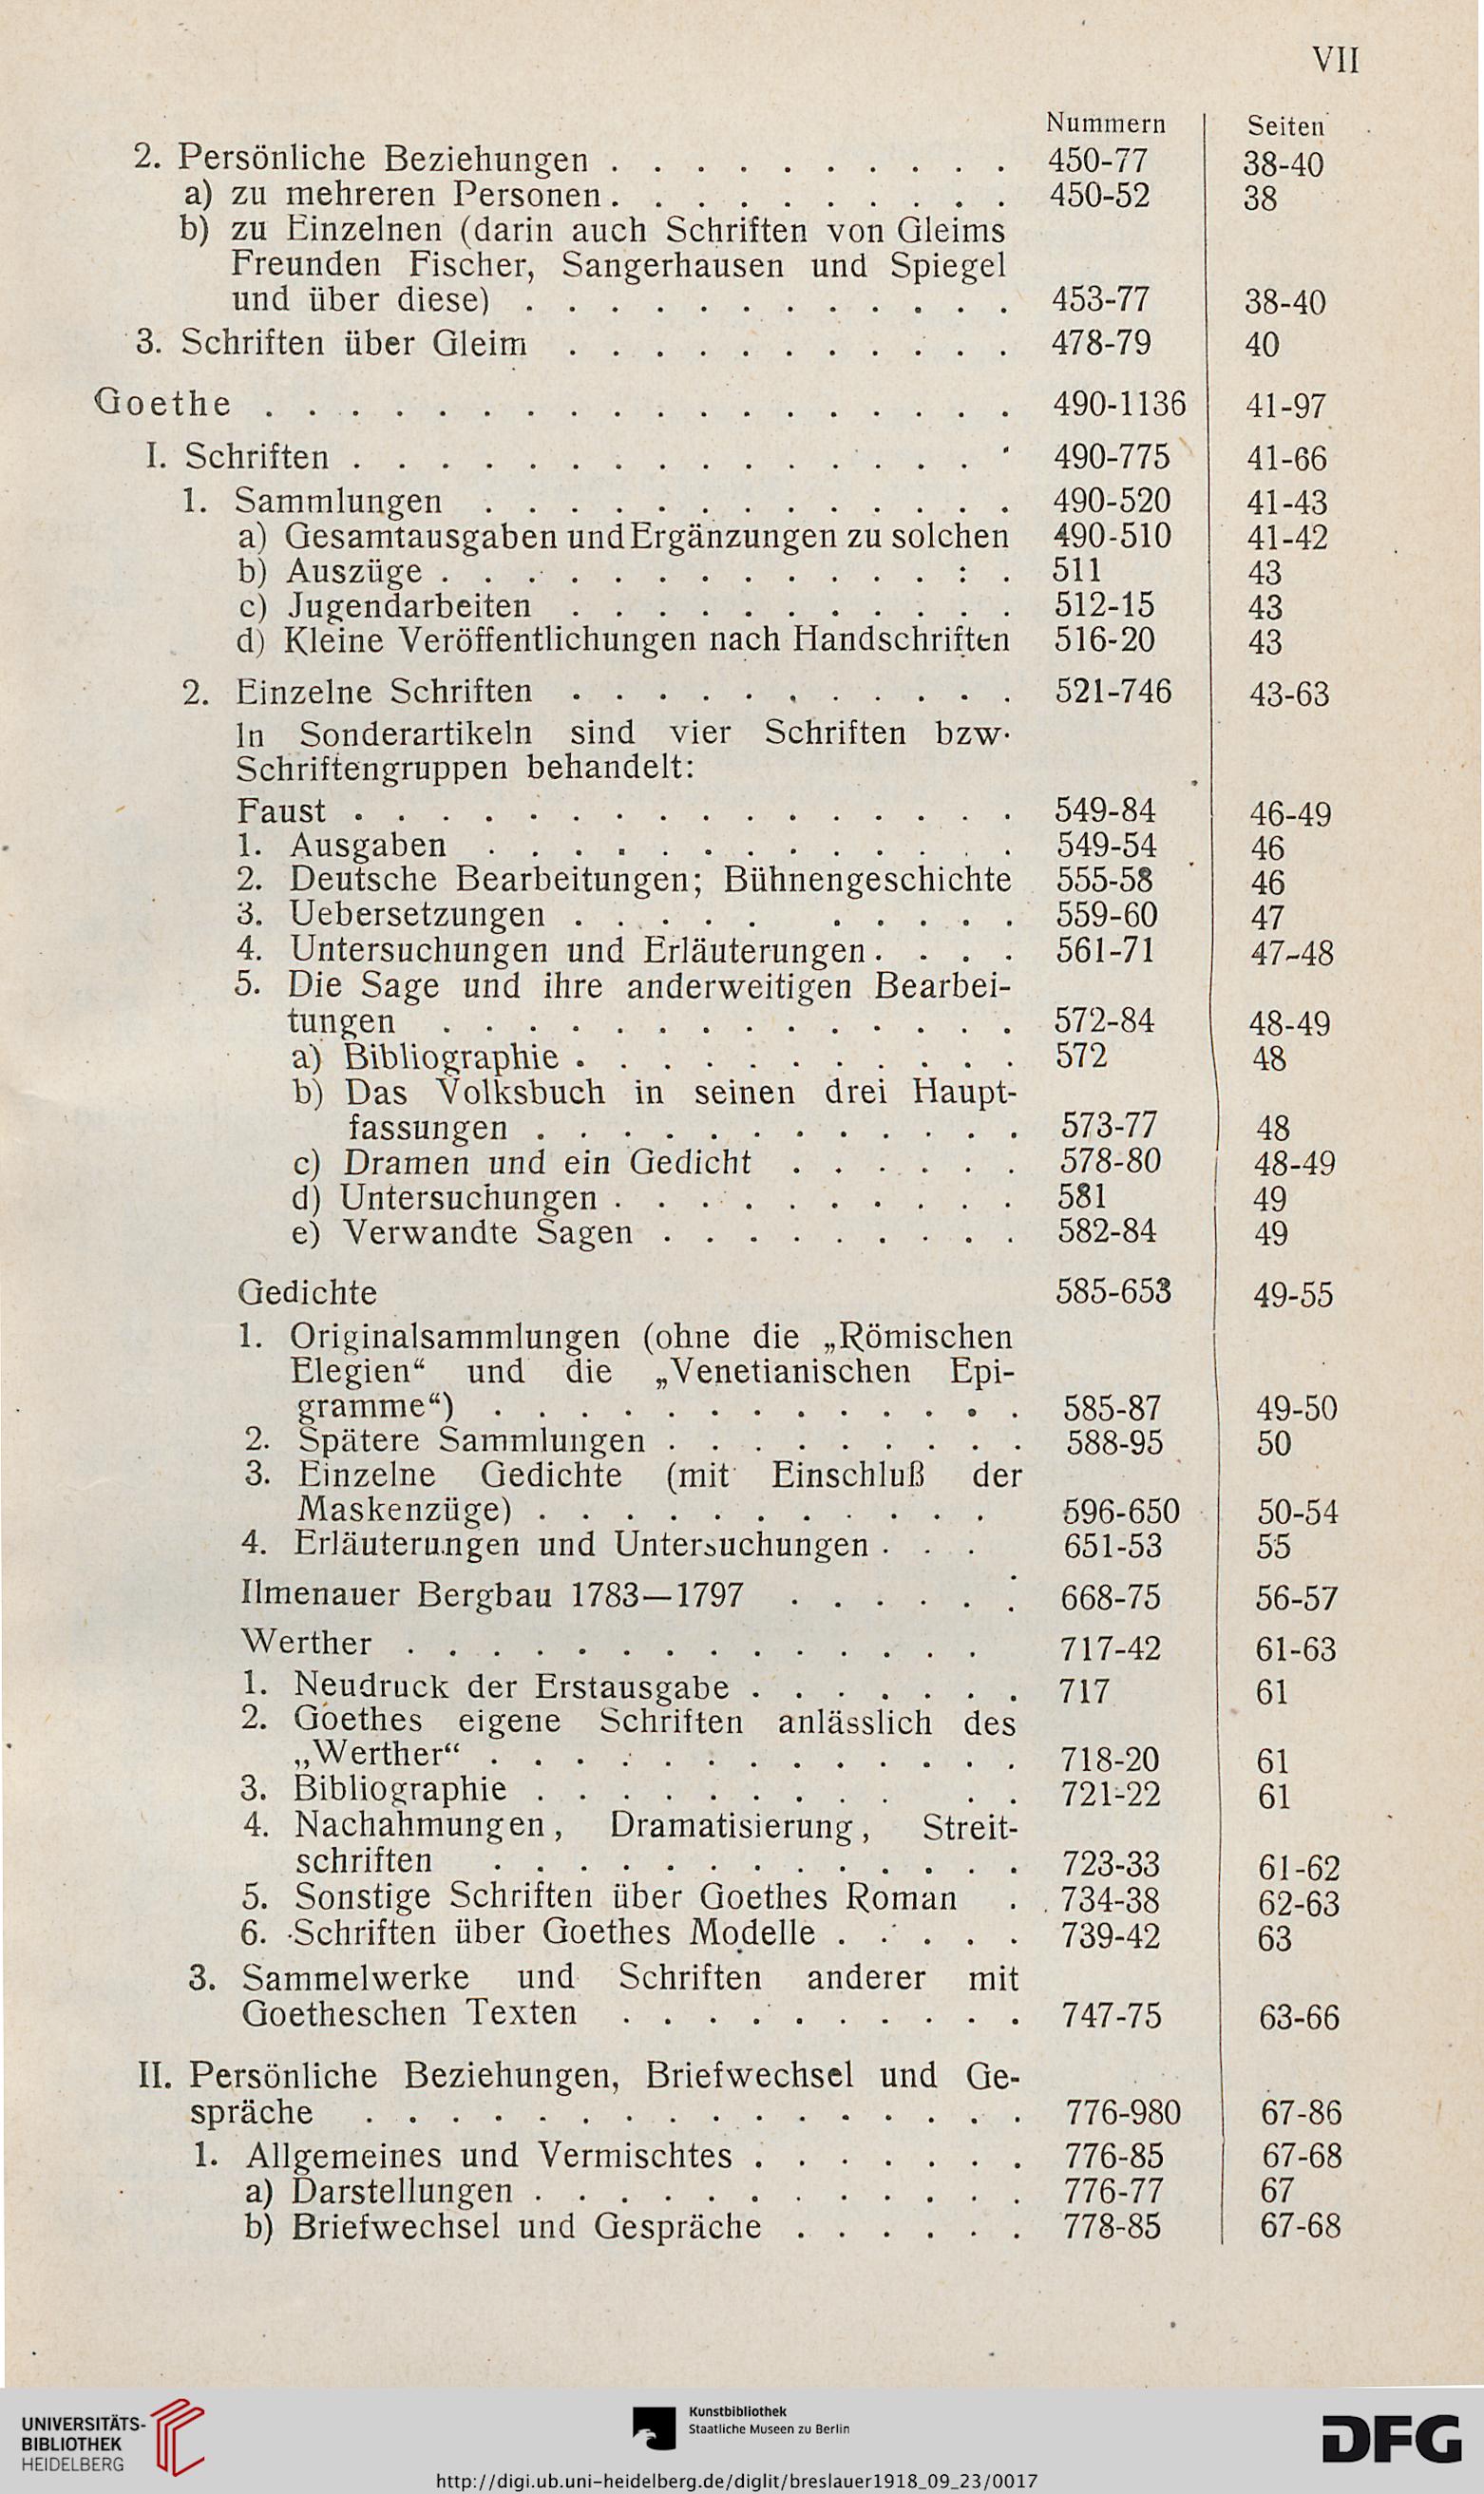 VII
Nummern Seiten
2. Persönliche Beziehungen . . . . . . . . . . 450-77 38-40
a) zu mehreren Personen . . . . . . . . . . 450-52 38
b) zu Einzelnen (darin auch Schriften von Gleims
Freunden Fischer, Sangerhausen und Spiegel
und über diese) . . . . . . . . . . . . 453-77 38-40
3. Schriften über Gleim . . . . . . . . . . . 478-79 40
Goethe . . . . . . . . . . . . . . . . . . 490-1136 41-97
I. Schriften . . . . . . . . . . . . . . . . 490-775 41-66
1. Sammlungen . . . . . . . . . . . . . 490-520 41-43
a) Gesamtausgaben und Ergänzungen zu solchen 490-510 41-42
b) Auszüge . . . . . . . . . . . . : . 511 43
c) Jugendarbeiten . . . . . . . . . . . 512-15 43
d) Kleine Veröffentlichungen nach Handschriften 516-20 43
2. Einzelne Schriften . . . . . . . . . . . 521-746 43-63
In Sonderartikeln sind vier Schriften bzw.
Schriftengruppen behandelt:
Faust . . . . . . . . . . . . . . . . 549-84 46-49
1. Ausgaben . . . . . . . . . . . . . 549-54 46
2. Deutsche Bearbeitungen; Bühnengeschichte 555-58 46
3. Uebersetzungen . . . . . . . . . . 559-60 47
4. Untersuchungen und Erläuterungen . . . . 561-71 47-48
5. Die Sage und ihre anderweitigen Bearbei-
tungen . . . . . . . . . . . . . . 572-84 48-49
a) Bibliographie . . . . . . . . . . . 572 48
b) Das Volksbuch in seinen drei Haupt-
fassungen . . . . . . . . . . . . 573-77 48
c) Dramen und ein Gedicht . . . . . . 578-80 48-49
d) Untersuchungen . . . . . . . . . . 581 49
e) Verwandte Sagen . . . . . . . . . 582-84 49
Gedichte 585-653 49-55
1. Originalsammlungen (ohne die „Römischen
Elegien“ und die „Venetianischen Epi-
gramme“) . . . . . . . . . . . . . 585-87 49-50
2. Spätere Sammlungen . . . . . . . . . 588-95 50
3. Einzelne Gedichte (mit Einschluß der
Maskenzüge) . . . . . . . . . . . 596-650 50-54
4. Erläuterungen und Untersuchungen . . . 651-53 55
Ilmenauer Bergbau 1783—1797 . . . . . . 668-75 56-57
Werther . . . . . . . . . . . . . . 717-42 61-63
1. Neudruck der Erstausgabe . . . . . . . 717 61
2. Goethes eigene Schriften anlässlich des
„Werther“ . . . . . . . . . . . . . 718-20 61
3. Bibliographie . . . . . . . . . . . 721-22 61
4. Nachahmungen, Dramatisierung, Streit-
schriften . . . . . . . . . . . . . 723-33 61-62
5. Sonstige Schriften über Goethes Roman . . 734-38 62-63
6. Schriften über Goethes Modelle . . . . . 739-42 63
3. Sammelwerke und Schriften anderer mit
Goetheschen Texten . . . . . . . . . . 747-75 63-66
II. Persönliche Beziehungen, Briefwechsel und Ge-
spräche . . . . . . . . . . . . . . . . 776-980 67-86
1. Allgemeines und Vermischtes . . . . . . . 776-85 67-68
a) Darstellungen . . . . . . . . . . . . 776-77 67
b) Briefwechsel und Gespräche . . . . . . 778-85 67-68
UNIVERSITÄTS-
BIBLIOTHEK
HEIDELBERG
Kunstbibliothek
Staatliche Museen zu Berlin
DFG
http://digi.ub.uni-heidelberg.de/diglit/breslauer1918_09_23/0017